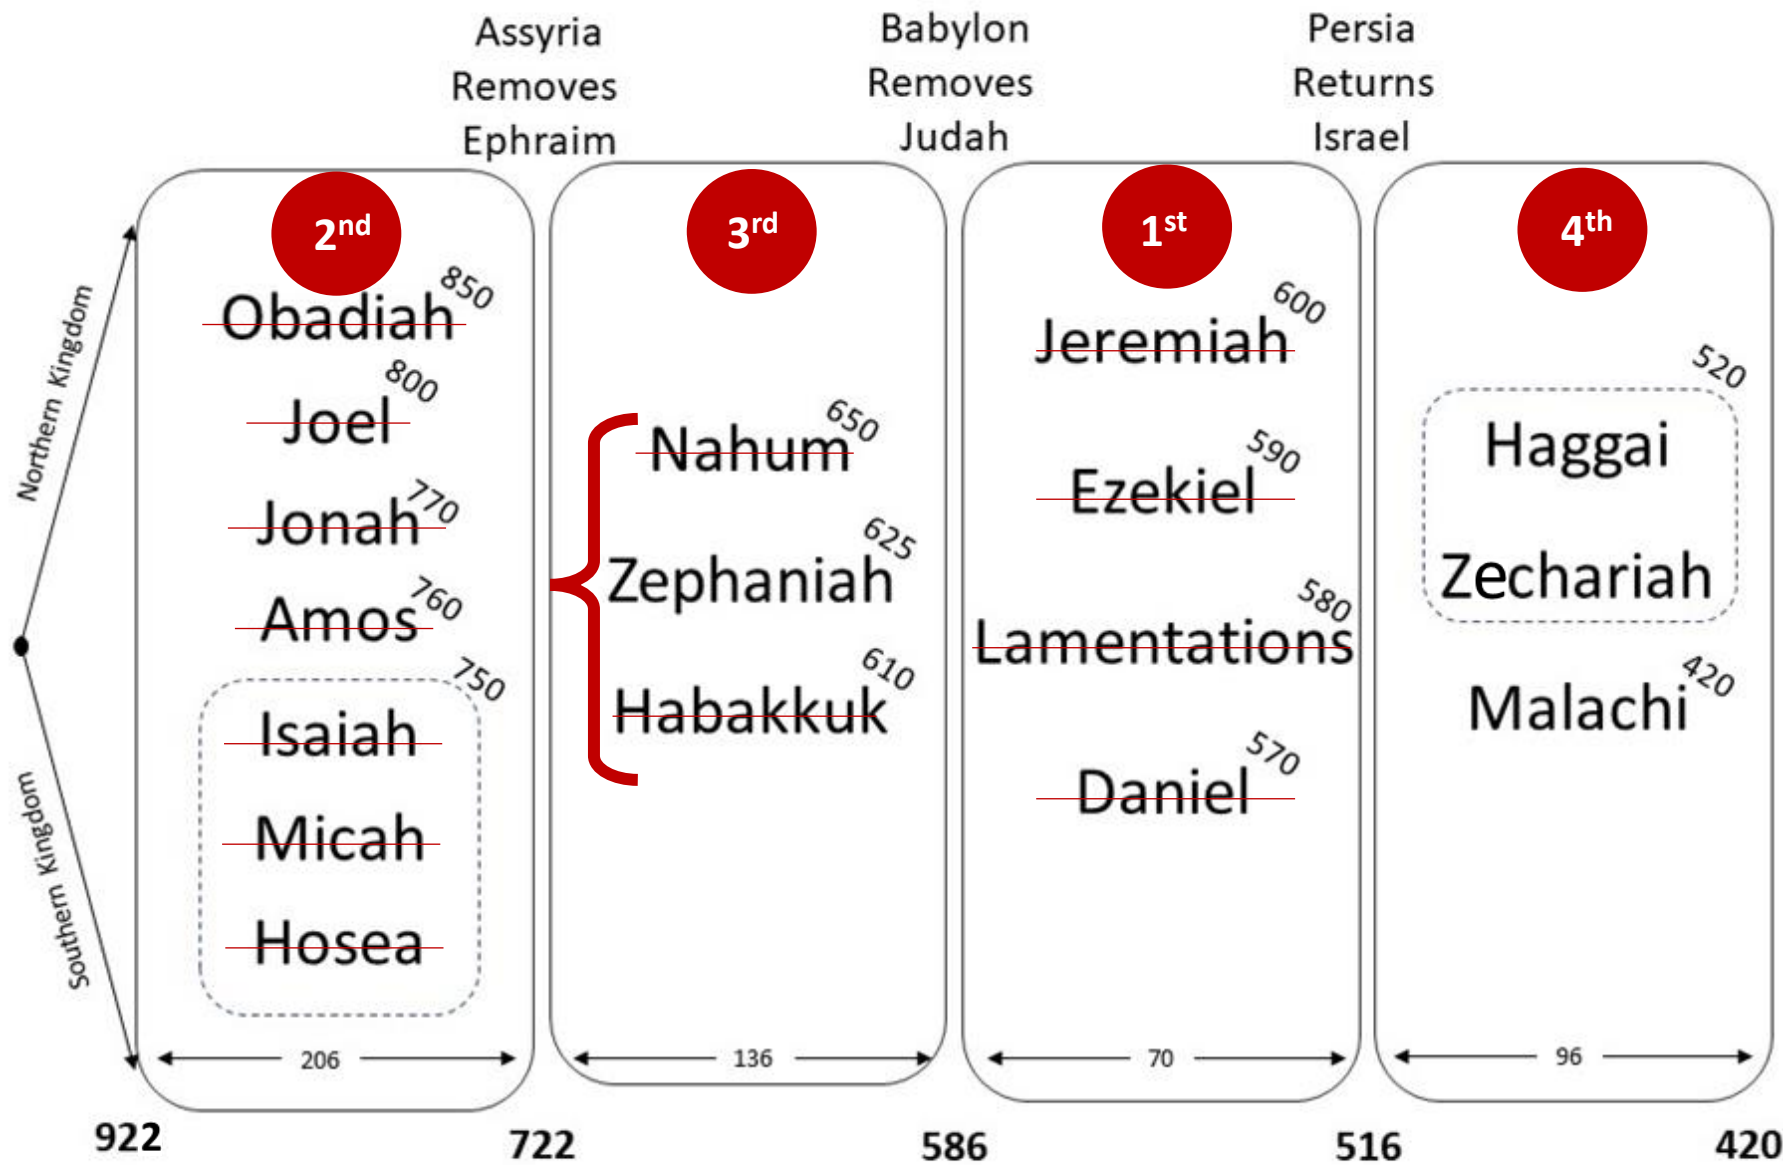 Assyria
Removes
Ephraim
Babylon
Removes
Judah
Persia
Returns
Israel
Northern Kingdom
Southern Kingdom
2nd
Obadiah 850
Joel 800
Jonah 770
Amos 760
750
Isaiah
Micah
Hosea
206
3rd
Nahum 650
Zephaniah 625
Habakkuk 610
136
1st
Jeremiah 600
Ezekiel 590
Lamentations 580
Daniel 570
70
4th
520
Haggai
Zechariah
Malachi 420
96
922
722
586
516
420